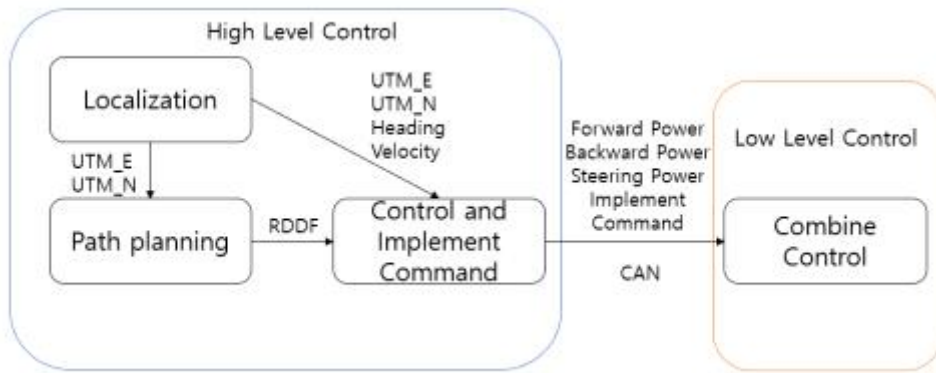 High Level Control
Localization
UTM_E
UTM_N
Heading
Velocity
UTM_E
UTM_N
Path planning
RDDF
Control and
Implement
Command
Forward Power
Backward Power
Steering Power
Implement
Command
CAN
Low Level Control
Combine
Control